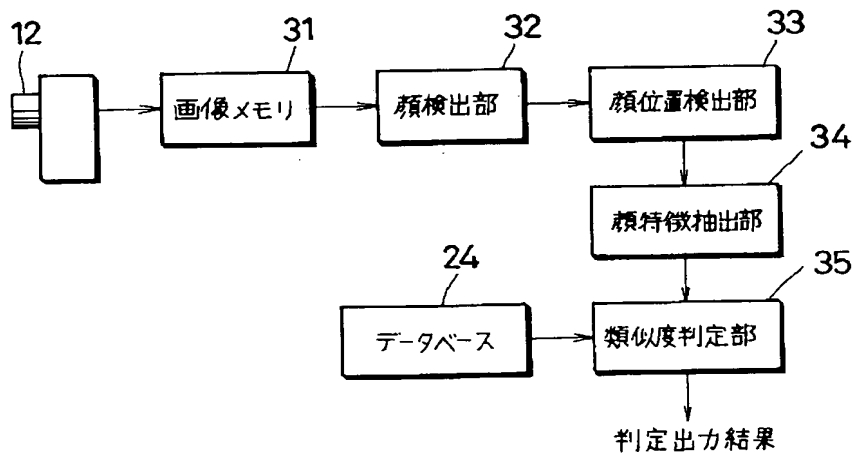 12
31
32
33
画像メモリ
顔検出部
顔位置検出部
34
顔特徴抽出部
24
35
データベース
類似度判定部
判定出力結果